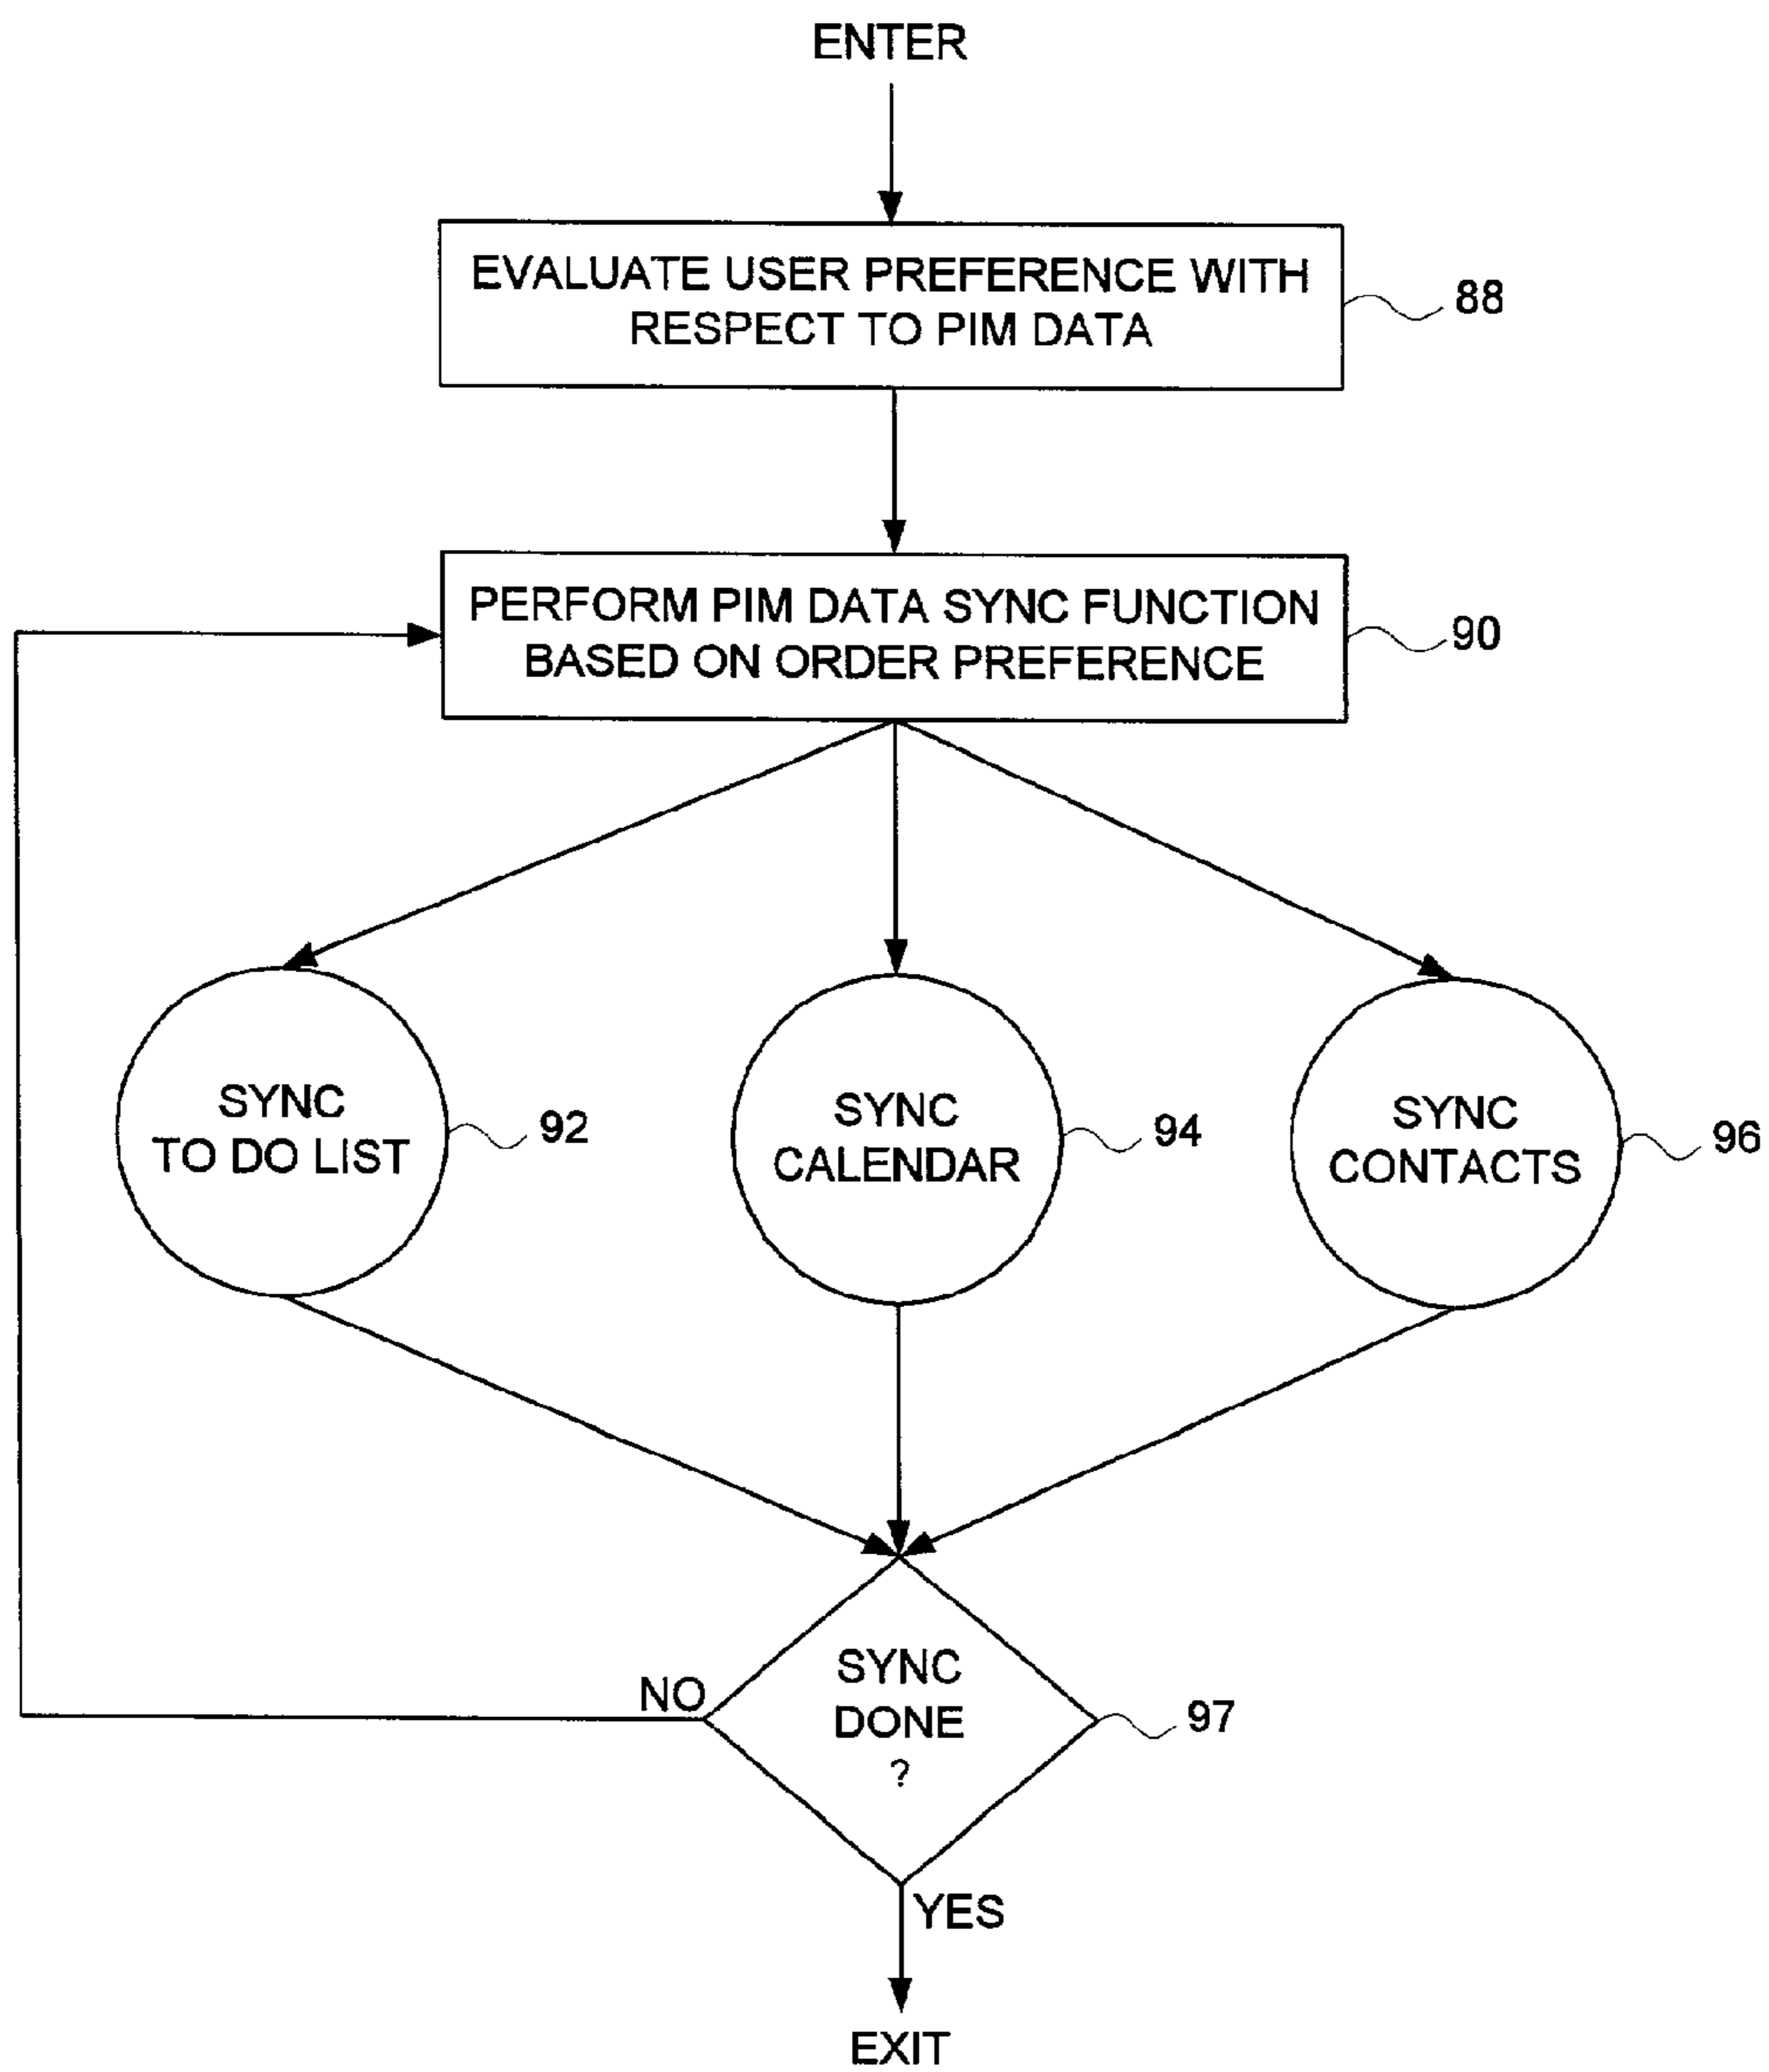 ENTER
EVALUATE USER PREFERENCE WITH
RESPECT TO PIM DATA
88
PERFORM PIM DATA SYNC FUNCTION
BASED ON ORDER PREFERENCE
90
SYNC
TO DO LIST
92
SYNC
CALENDAR
94
SYNC
CONTACTS
96
SYNC
DONE
?
NO
97
YES
EXIT